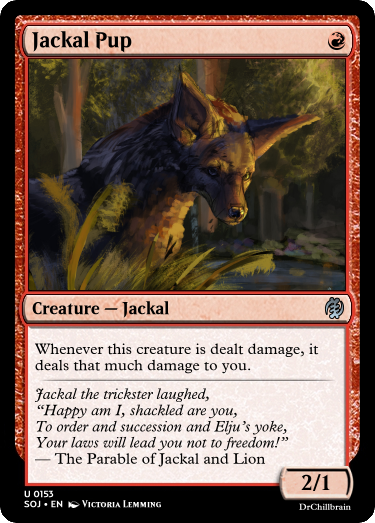 Jackal Pup
Creature — Jackal
Whenever this creature is dealt damage, it
deals that much damage to you.
Jackal the trickster laughed,
“Happy am I, shackled are you,
To order and succession and Elju's yoke,
Your laws will lead you not to freedom!”
— The Parable of Jackal and Lion
2/1
U 0153
SOJ • EN VICTORIA LEMMING
DrChillbrain